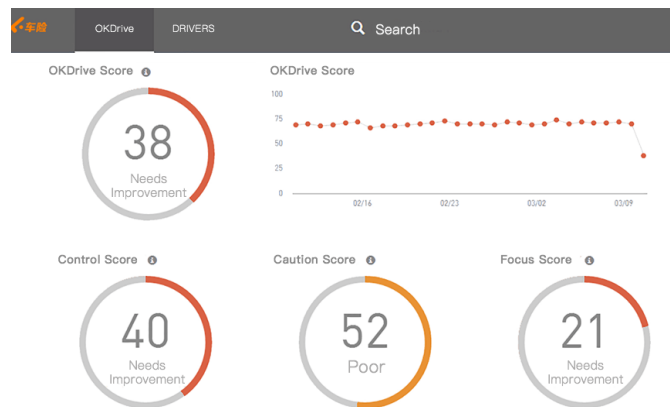 车脸
OKDrive
DRIVERS
Search
OKDrive Score
38
Needs
Improvement
OKDrive Score
100
75
50
25
0
02/16
02/23
03/02
03/09
Control Score
40
Needs
Improvement
Caution Score
52
Poor
Focus Score
21
Needs
Improvement